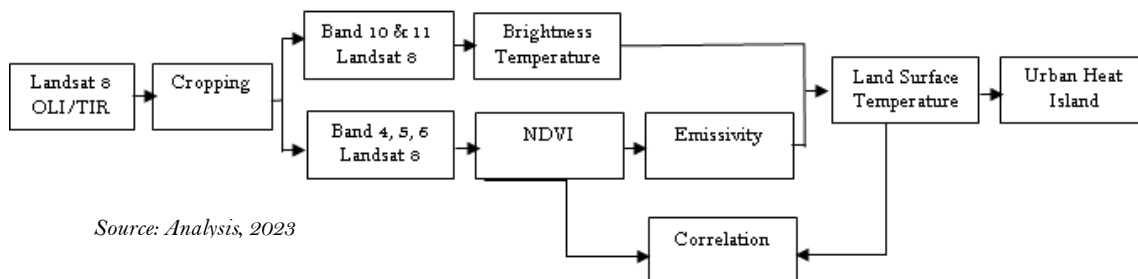 Landsat 8
OLI/TIR
Cropping
Band 10 & 11
Landsat 8
Brightness
Temperature
Band 4, 5, 6
Landsat 8
NDVI
Emissivity
Land Surface
Temperature
Urban Heat
Island
Correlation
Source: Analysis, 2023